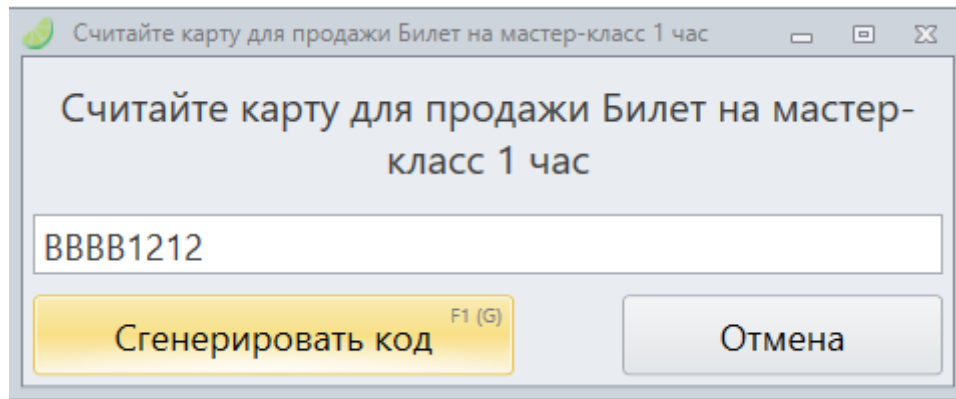 Считайте карту для продажи Билет на мастер-класс 1 час
Считайте карту для продажи Билет на мастер-
класс 1 час
BBBB1212
Сгенерировать код
F1 (G)
Отмена